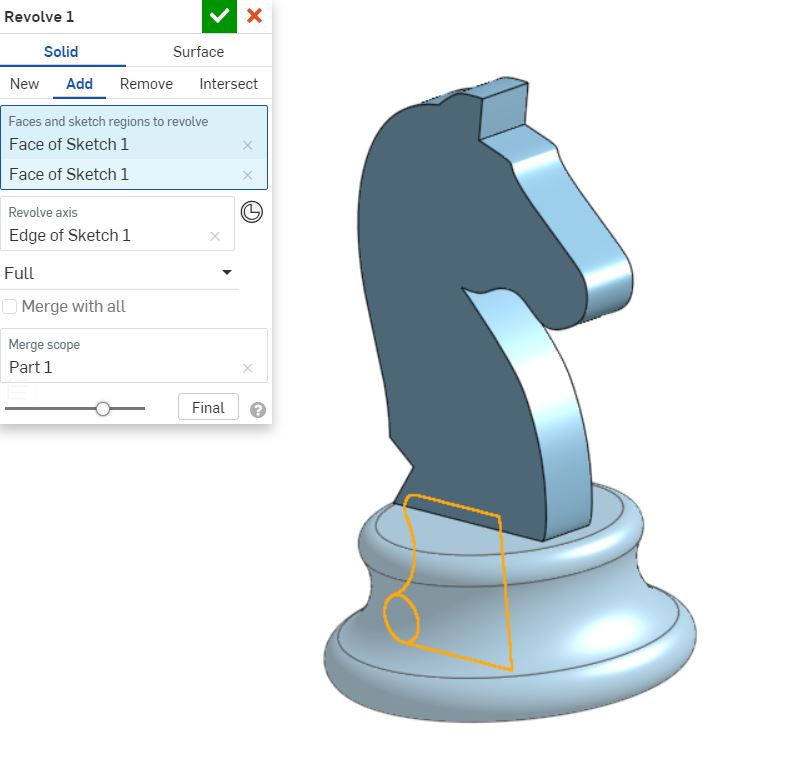 Revolve 1
Solid Surface
New Add Remove Intersect
Faces and sketch regions to revolve
Face of Sketch 1
Face of Sketch 1
Revolve axis
Edge of Sketch 1
Full
Merge with all
Merge scope
Part 1
Final